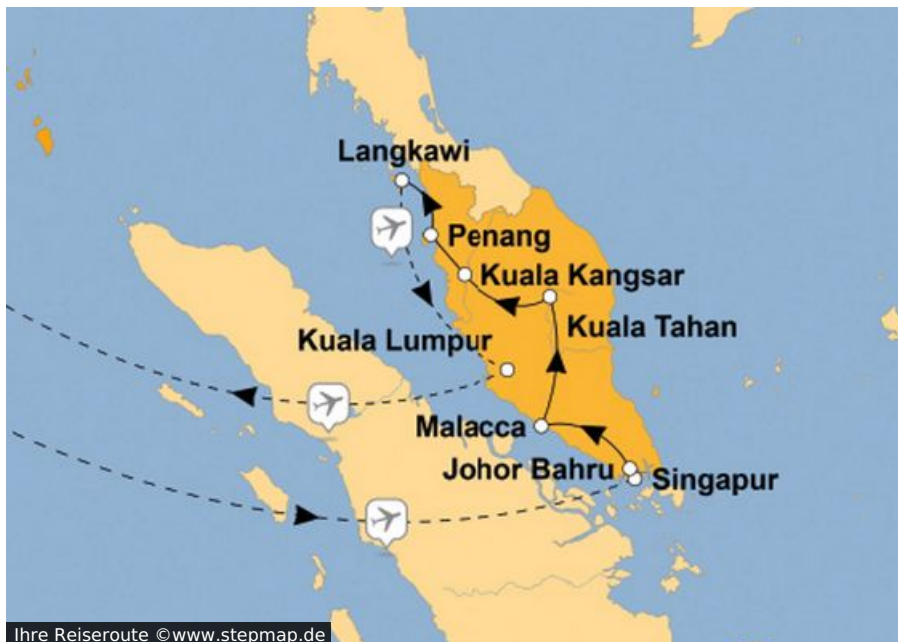 Langkawi
Penang
Kuala Kangsar
Kuala Tahan
Kuala Lumpur
Malacca
Johor Bahru
Singapur
Ihre Reiseroute ©www.stepmap.de